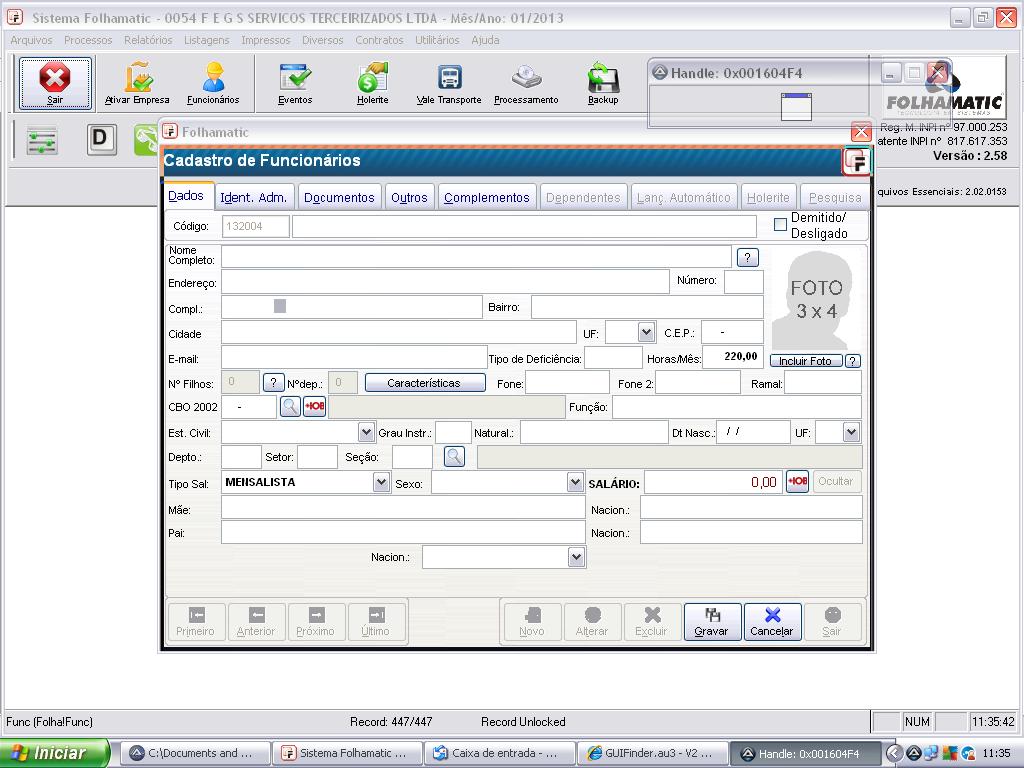 Sistema Folhamatic - 0054 F E G S SERVICOS TERCEIRIZADOS LTDA - Mês/Ano: 01/2013
Arquivos Processos Relatórios Listagens Impressos Diversos Contratos Utilitários Ajuda
Sair Ativar Empresa Funcionários Eventos Holerite Vale Transporte Processamento Backup
Handle: 0x001604F4
FOLHAMATIC
Reg. M. INPI nº 97.000.253
atente INPI nº 817.617.353
Versão : 2.58
quivos Essenciais: 2.02.0153
D
Folhamatic
Cadastro de Funcionários
Dados Ident. Adm. Documentos Outros Complementos Dependentes Lanç. Automático Holerite Pesquisa
Código: 132004 Demitido/
Desligado
Nome
Completo: ?
Endereço: Número:
FOTO
3 x 4
Compl.: Bairro:
Cidade UF: C.E.P.: -
E-mail: Tipo de Deficiência: Horas/Mês: 220,00 Incluir Foto ?
Nº Filhos: 0 ? Nºdep.: 0 Características Fone: Fone 2: Ramal:
CBO 2002 - +IOB Função:
Est. Civil: Grau Instr.: Natural.: Dt Nasc.: / / UF:
Depto.: Setor: Seção:
Tipo Sal: MENSALISTA Sexo: SALÁRIO: 0,00 +IOB Ocultar
Mãe: Nacion.:
Pai: Nacion.:
Nacion.:
Primeiro Anterior Próximo Último Novo Alterar Excluir Gravar Cancelar Sair
Func (Folha!Func) Record: 447/447 Record Unlocked NUM 11:35:42
Iniciar C:\Documents and ... Sistema Folhamatic ... Caixa de entrada - ... GUIFinder.au3 - V2 ... Handle: 0x001604F4 11:35